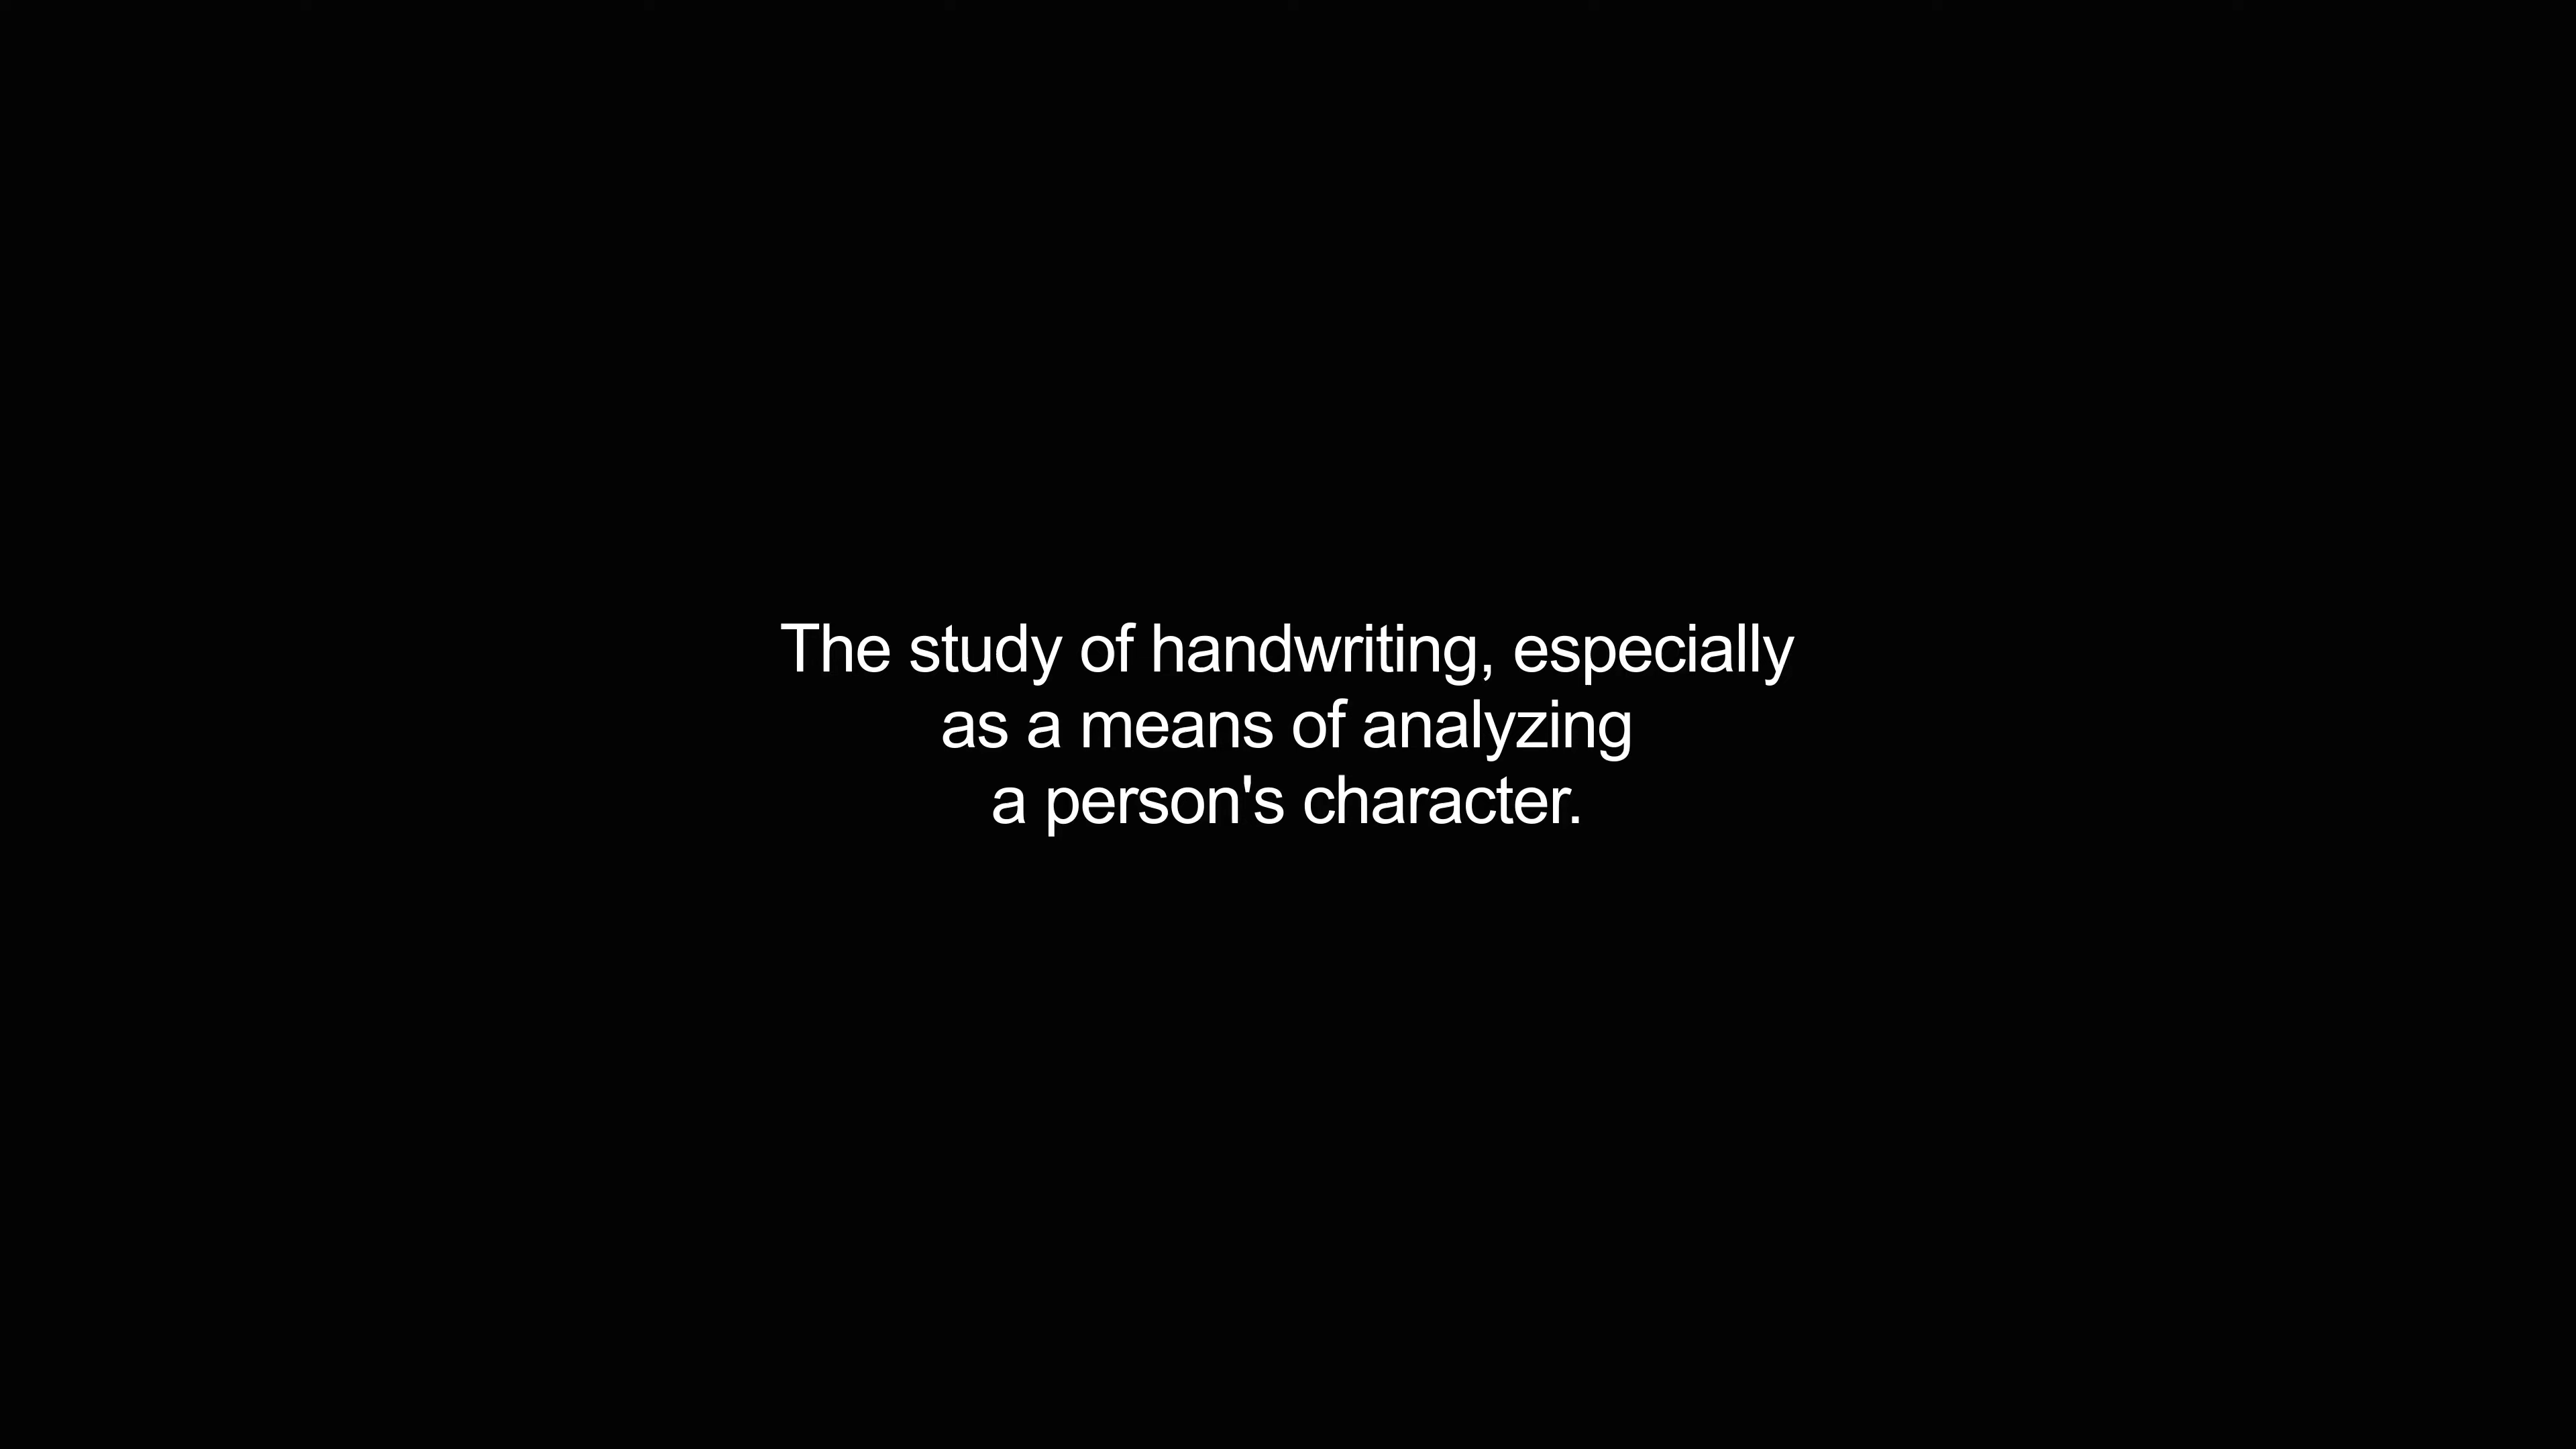 The study of handwriting, especially
as a means of analyzing
a person's character.